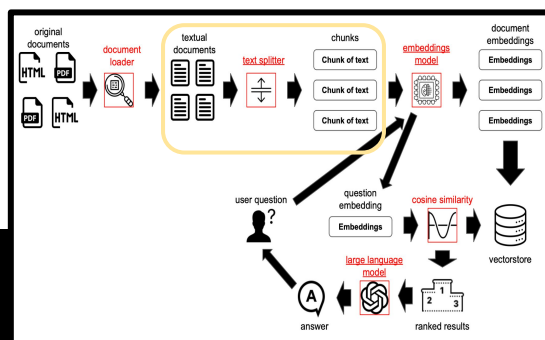 original
documents
document
loader
textual
documents
text splitter
chunks
embeddings
model
document
embeddings
HTML
PDF
PDF
HTML
Chunk of text
Chunk of text
Chunk of text
Embeddings
Embeddings
Embeddings
user question
?
question
embedding
Embeddings
cosine similarity
vectorstore
large language
model
A
answer
1
2
3
ranked results